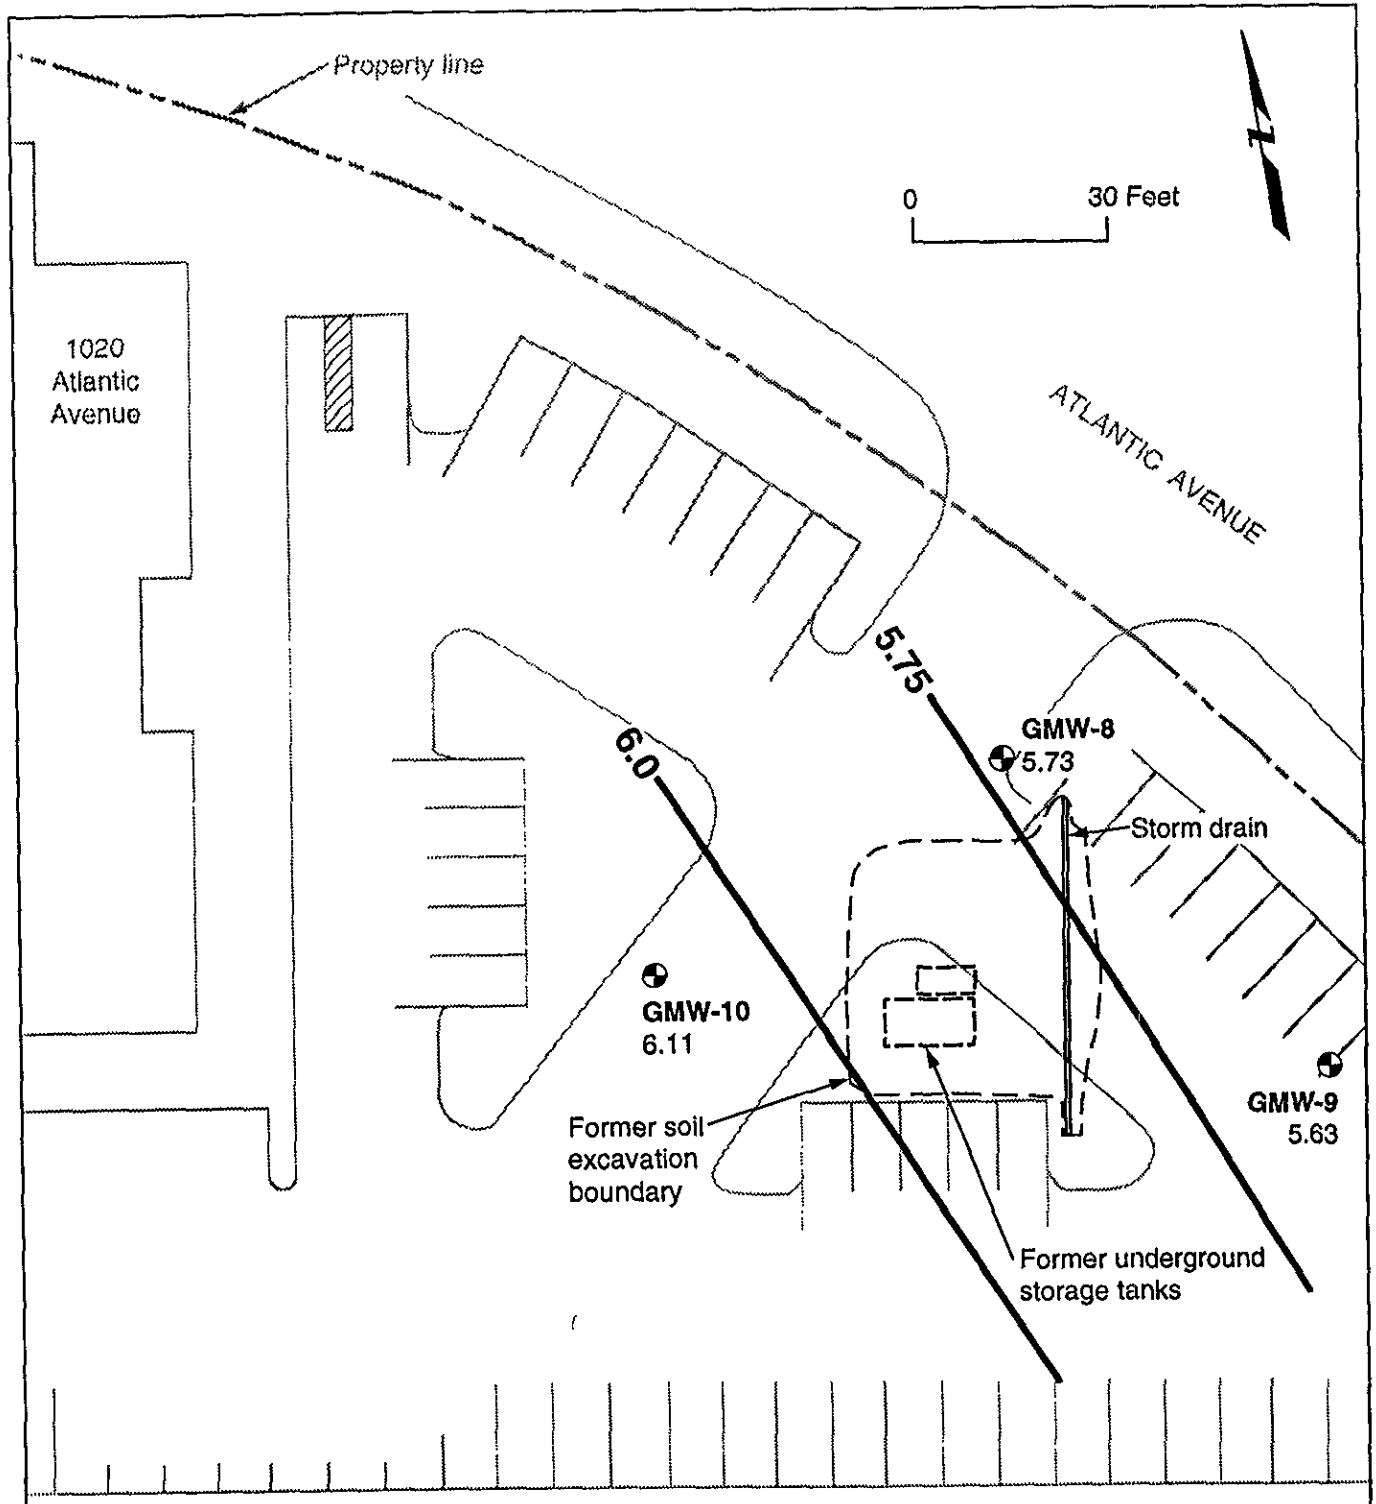 Property line
0 30 Feet
1020
Atlantic
Avenue
ATLANTIC AVENUE
5.75
6.0
GMW-8
5.73
Storm drain
GMW-10
6.11
GMW-9
5.63
Former soil
excavation
boundary
Former underground
storage tanks